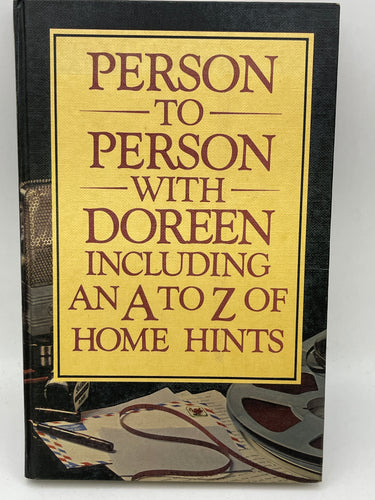 PERSON
TO
PERSON
WITH
DOREEN
INCLUDING
AN A TO Z OF
HOME HINTS